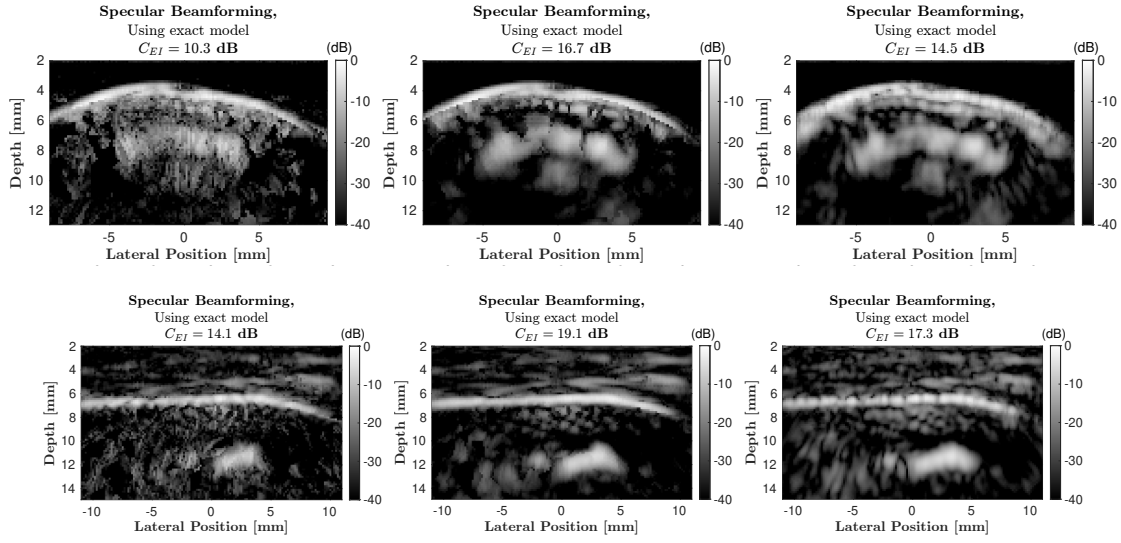 Specular Beamforming,
Using exact model
C_EI = 10.3 dB
(dB)
0
-10
-20
-30
-40
2
4
6
8
10
12
Depth [mm]
-5
0
5
Lateral Position [mm]
Specular Beamforming,
Using exact model
C_EI = 16.7 dB
(dB)
0
-10
-20
-30
-40
2
4
6
8
10
12
Depth [mm]
-5
0
5
Lateral Position [mm]
Specular Beamforming,
Using exact model
C_EI = 14.5 dB
(dB)
0
-10
-20
-30
-40
2
4
6
8
10
12
Depth [mm]
-5
0
5
Lateral Position [mm]
Specular Beamforming,
Using exact model
C_EI = 14.1 dB
(dB)
0
-10
-20
-30
-40
2
4
6
8
10
12
14
Depth [mm]
-10
-5
0
5
10
Lateral Position [mm]
Specular Beamforming,
Using exact model
C_EI = 19.1 dB
(dB)
0
-10
-20
-30
-40
2
4
6
8
10
12
14
Depth [mm]
-10
-5
0
5
10
Lateral Position [mm]
Specular Beamforming,
Using exact model
C_EI = 17.3 dB
(dB)
0
-10
-20
-30
-40
2
4
6
8
10
12
14
Depth [mm]
-10
-5
0
5
10
Lateral Position [mm]